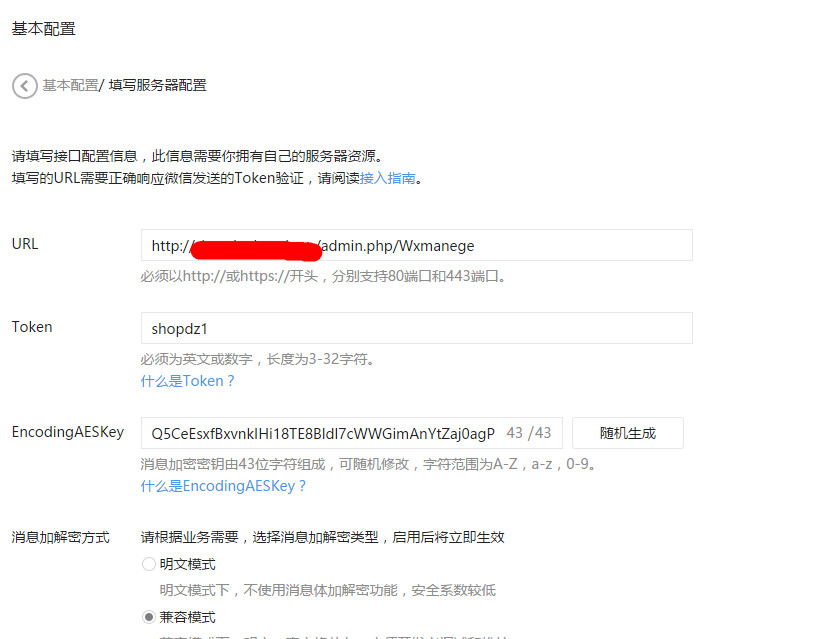 基本配置
基本配置/ 填写服务器配置
请填写接口配置信息，此信息需要你拥有自己的服务器资源。
填写的URL需要正确响应微信发送的Token验证，请阅读接入指南。
URL
http://
/admin.php/Wxmanege
必须以http://或https://开头，分别支持80端口和443端口。
Token
shopdz1
必须为英文或数字，长度为3-32字符。
什么是Token？
EncodingAESKey
Q5CeEsxfBxvnkIHi18TE8BIdI7cWWGimAnYtZaj0agP 43 /43 随机生成
消息加密密钥由43位字符组成，可随机修改，字符范围为A-Z，a-z，0-9。
什么是EncodingAESKey？
消息加解密方式
请根据业务需要，选择消息加解密类型，启用后将立即生效
明文模式
明文模式下，不使用消息体加解密功能，安全系数较低
兼容模式